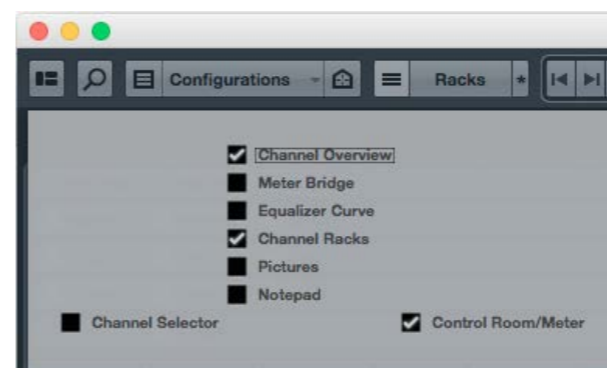 Configurations Racks *
Channel Overview
Meter Bridge
Equalizer Curve
Channel Racks
Pictures
Notepad
Channel Selector Control Room/Meter